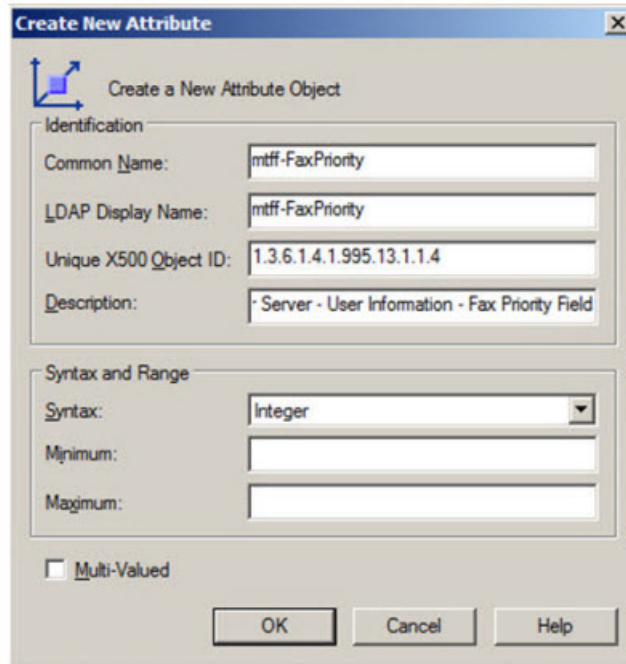 Create New Attribute
Create a New Attribute Object
Identification
Common Name:
mtff-FaxPriority
LDAP Display Name:
mtff-FaxPriority
Unique X500 Object ID:
1.3.6.1.4.1.995.13.1.1.4
Description:
Server - User Information - Fax Priority Field
Syntax and Range
Syntax:
Integer
Minimum:
Maximum:
Multi-Valued
OK
Cancel
Help